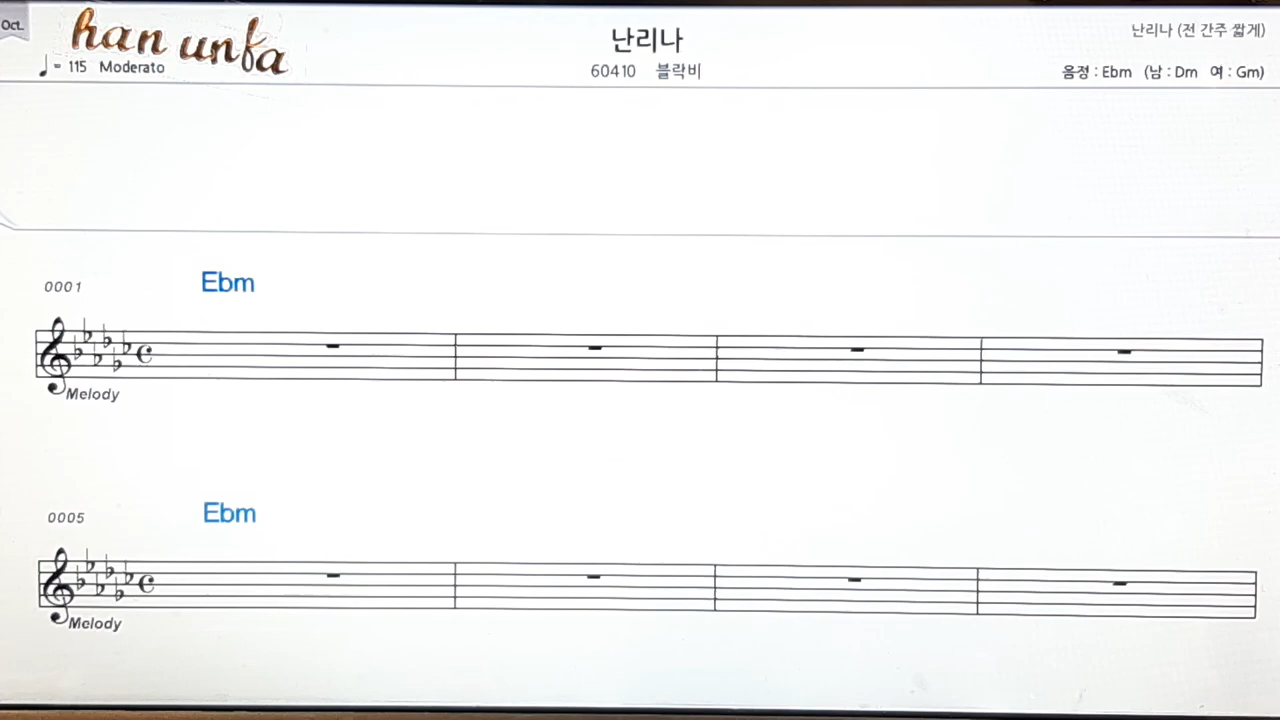 Oct.
han unfa
난리나
난리나 (전 간주 짧게)
♩= 115 Moderato
60410 블락비
음정 : Ebm (남 : Dm 여 : Gm)
0001 Ebm
Melody
0005 Ebm
Melody